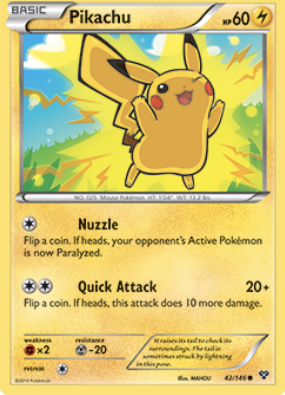 BASIC
Pikachu
HP60
NO. 025 Mouse Pokémon HT: 1'04" WT: 13.2 lbs.
Nuzzle
Flip a coin. If heads, your opponent's Active Pokémon
is now Paralyzed.
Quick Attack 20+
Flip a coin. If heads, this attack does 10 more damage.
weakness
×2
resistance
-20
retreat
It raises its tail to check its
surroundings. The tail is
sometimes struck by lightning
in this pose.
©2014 Pokémon
Illus. MAHOU
42/146
XY